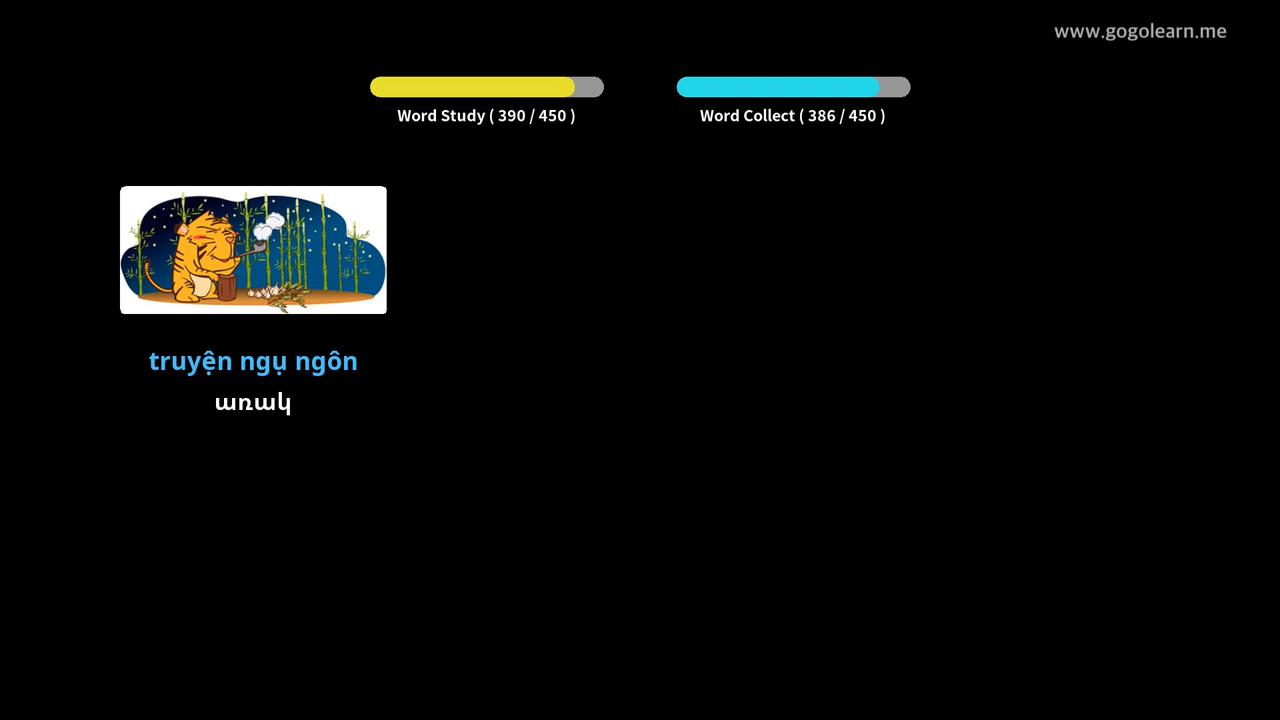 www.gogolearn.me
Word Study ( 390 / 450 )
Word Collect ( 386 / 450 )
truyện ngụ ngôn
առակ